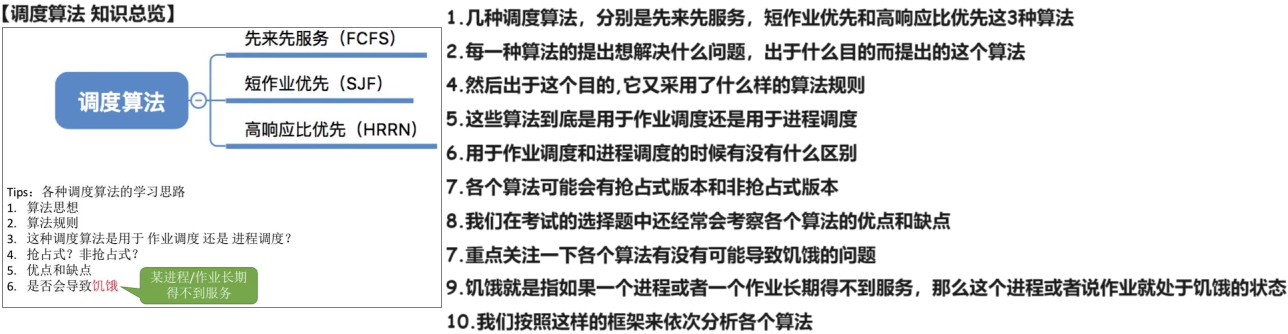 【调度算法 知识总览】
先来先服务（FCFS）
调度算法
短作业优先（SJF）
高响应比优先（HRRN）
Tips：各种调度算法的学习思路
1. 算法思想
2. 算法规则
3. 这种调度算法是用于 作业调度 还是 进程调度？
4. 抢占式？非抢占式？
5. 优点和缺点
6. 是否会导致饥饿
某进程/作业长期
得不到服务
1.几种调度算法，分别是先来先服务，短作业优先和高响应比优先这3种算法
2.每一种算法的提出想解决什么问题，出于什么目的而提出的这个算法
4.然后出于这个目的,它又采用了什么样的算法规则
5.这些算法到底是用于作业调度还是用于进程调度
6.用于作业调度和进程调度的时候有没有什么区别
7.各个算法可能会有抢占式版本和非抢占式版本
8.我们在考试的选择题中还经常会考察各个算法的优点和缺点
7.重点关注一下各个算法有没有可能导致饥饿的问题
9.饥饿就是指如果一个进程或者一个作业长期得不到服务，那么这个进程或者说作业就处于饥饿的状态
10.我们按照这样的框架来依次分析各个算法